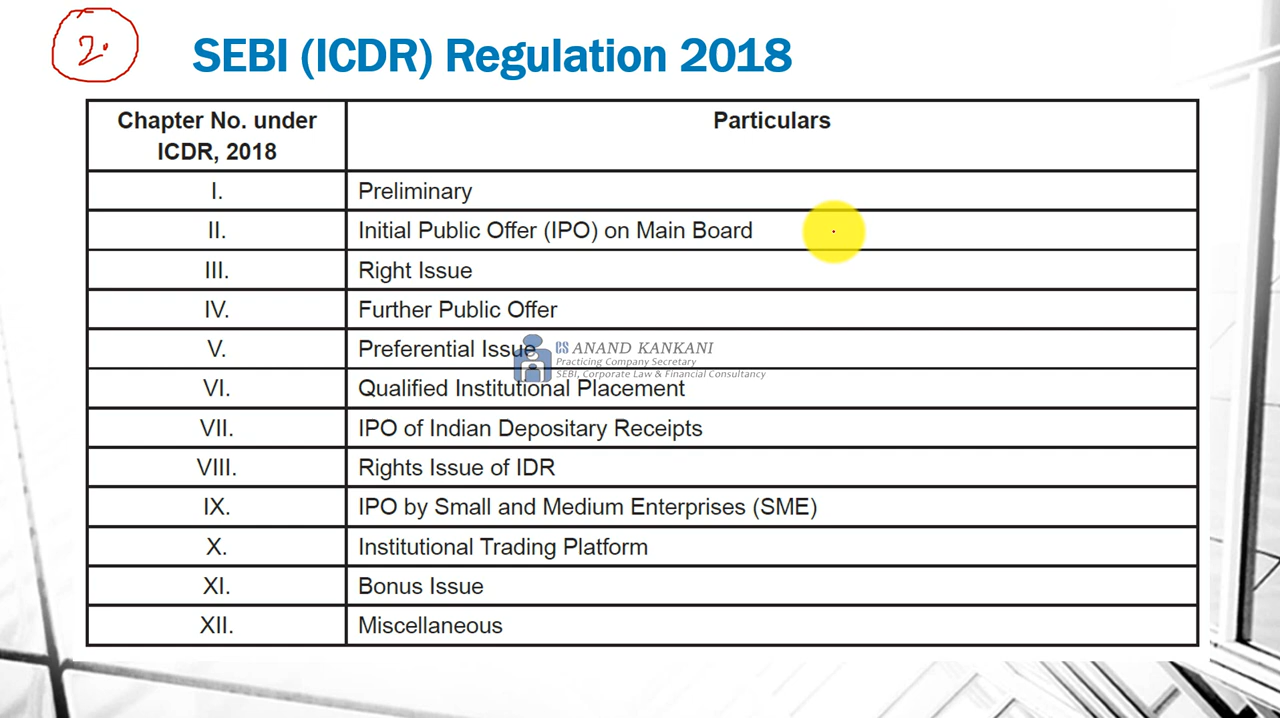 2.
SEBI (ICDR) Regulation 2018
Chapter No. under
ICDR, 2018
Particulars
I.
Preliminary
II.
Initial Public Offer (IPO) on Main Board
III.
Right Issue
IV.
Further Public Offer
V.
Preferential Issue
CS ANAND KANKANI
Practicing Company Secretary
SEBI, Corporate Law & Financial Consultancy
VI.
Qualified Institutional Placement
VII.
IPO of Indian Depositary Receipts
VIII.
Rights Issue of IDR
IX.
IPO by Small and Medium Enterprises (SME)
X.
Institutional Trading Platform
XI.
Bonus Issue
XII.
Miscellaneous